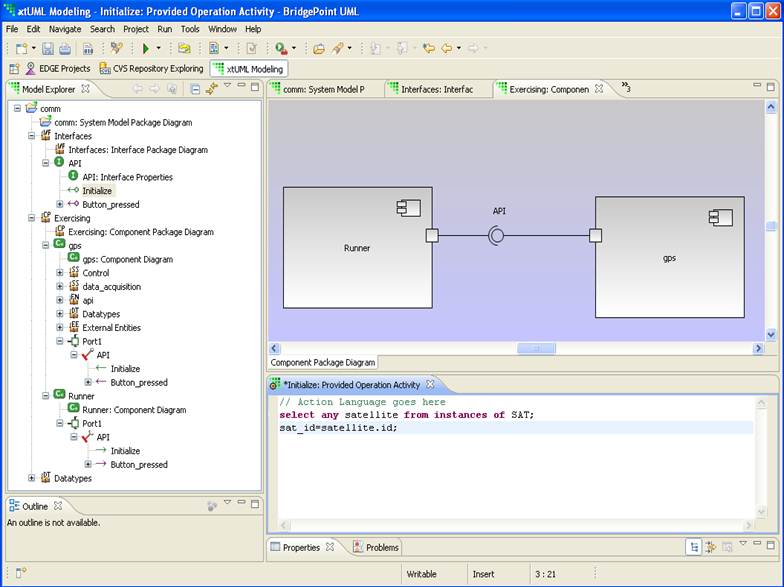 xtUML Modeling - Initialize: Provided Operation Activity - BridgePoint UML
File Edit Navigate Search Project Run Tools Window Help
EDGE Projects CVS Repository Exploring xtUML Modeling
Model Explorer
comm
comm: System Model Package Diagram
Interfaces
Interfaces: Interface Package Diagram
API
API: Interface Properties
Initialize
Button_pressed
Exercising
Exercising: Component Package Diagram
gps
gps: Component Diagram
Control
data_acquisition
api
Datatypes
External Entities
Port1
API
Initialize
Button_pressed
Runner
Runner: Component Diagram
Port1
API
Initialize
Button_pressed
Datatypes
Outline
An outline is not available.
comm: System Model P Interfaces: Interfac Exercising: Componen »3
API
Runner
gps
Component Package Diagram
*Initialize: Provided Operation Activity
// Action Language goes here
select any satellite from instances of SAT;
sat_id=satellite.id;
Properties Problems
Writable Insert 3 : 21